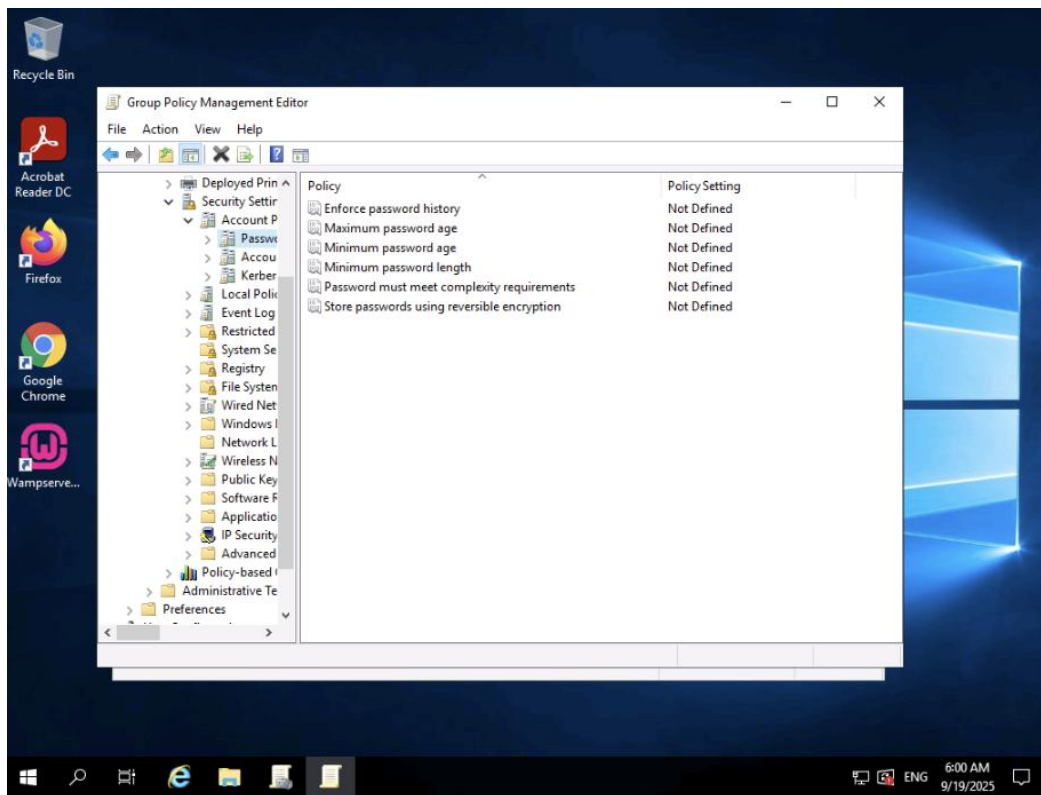 Recycle Bin
Acrobat
Reader DC
Firefox
Google
Chrome
Wampserve...
Group Policy Management Editor
File Action View Help
Deployed Prin
Security Settir
Account P
Passwo
Accou
Kerber
Local Polic
Event Log
Restricted
System Se
Registry
File System
Wired Net
Windows
Network L
Wireless N
Public Key
Software R
Applicatio
IP Security
Advanced
Policy-based
Administrative Te
Preferences
Policy Policy Setting
Enforce password history Not Defined
Maximum password age Not Defined
Minimum password age Not Defined
Minimum password length Not Defined
Password must meet complexity requirements Not Defined
Store passwords using reversible encryption Not Defined
ENG
6:00 AM
9/19/2025